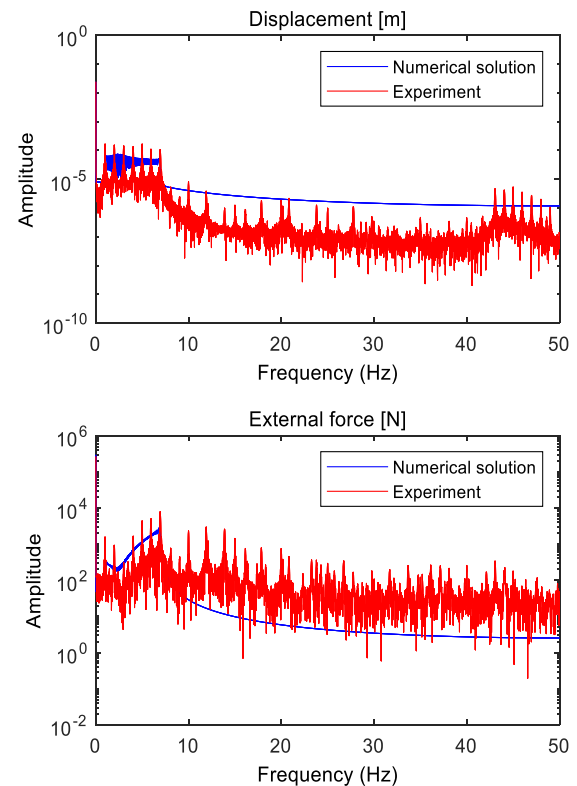 Displacement [m]
10^0
Numerical solution
Experiment
Amplitude
10^-5
10^-10
0 10 20 30 40 50
Frequency (Hz)
External force [N]
10^6
Numerical solution
Experiment
10^4
Amplitude
10^2
10^0
10^-2
0 10 20 30 40 50
Frequency (Hz)